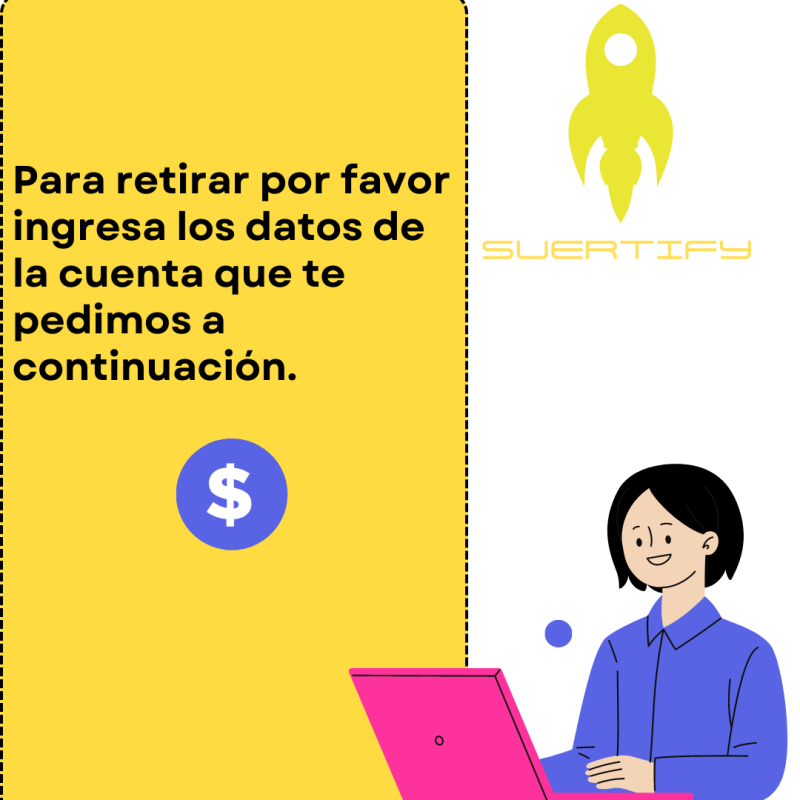 Para retirar por favor
ingresa los datos de
la cuenta que te
pedimos a
continuación.
$
SUERTIFY